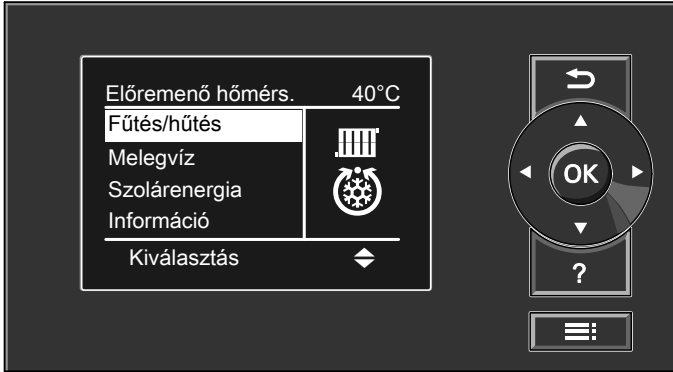 Előremenő hőmérs. 40°C
Fűtés/hűtés
Melegvíz
Szolárenergia
Információ
Kiválasztás
OK
?